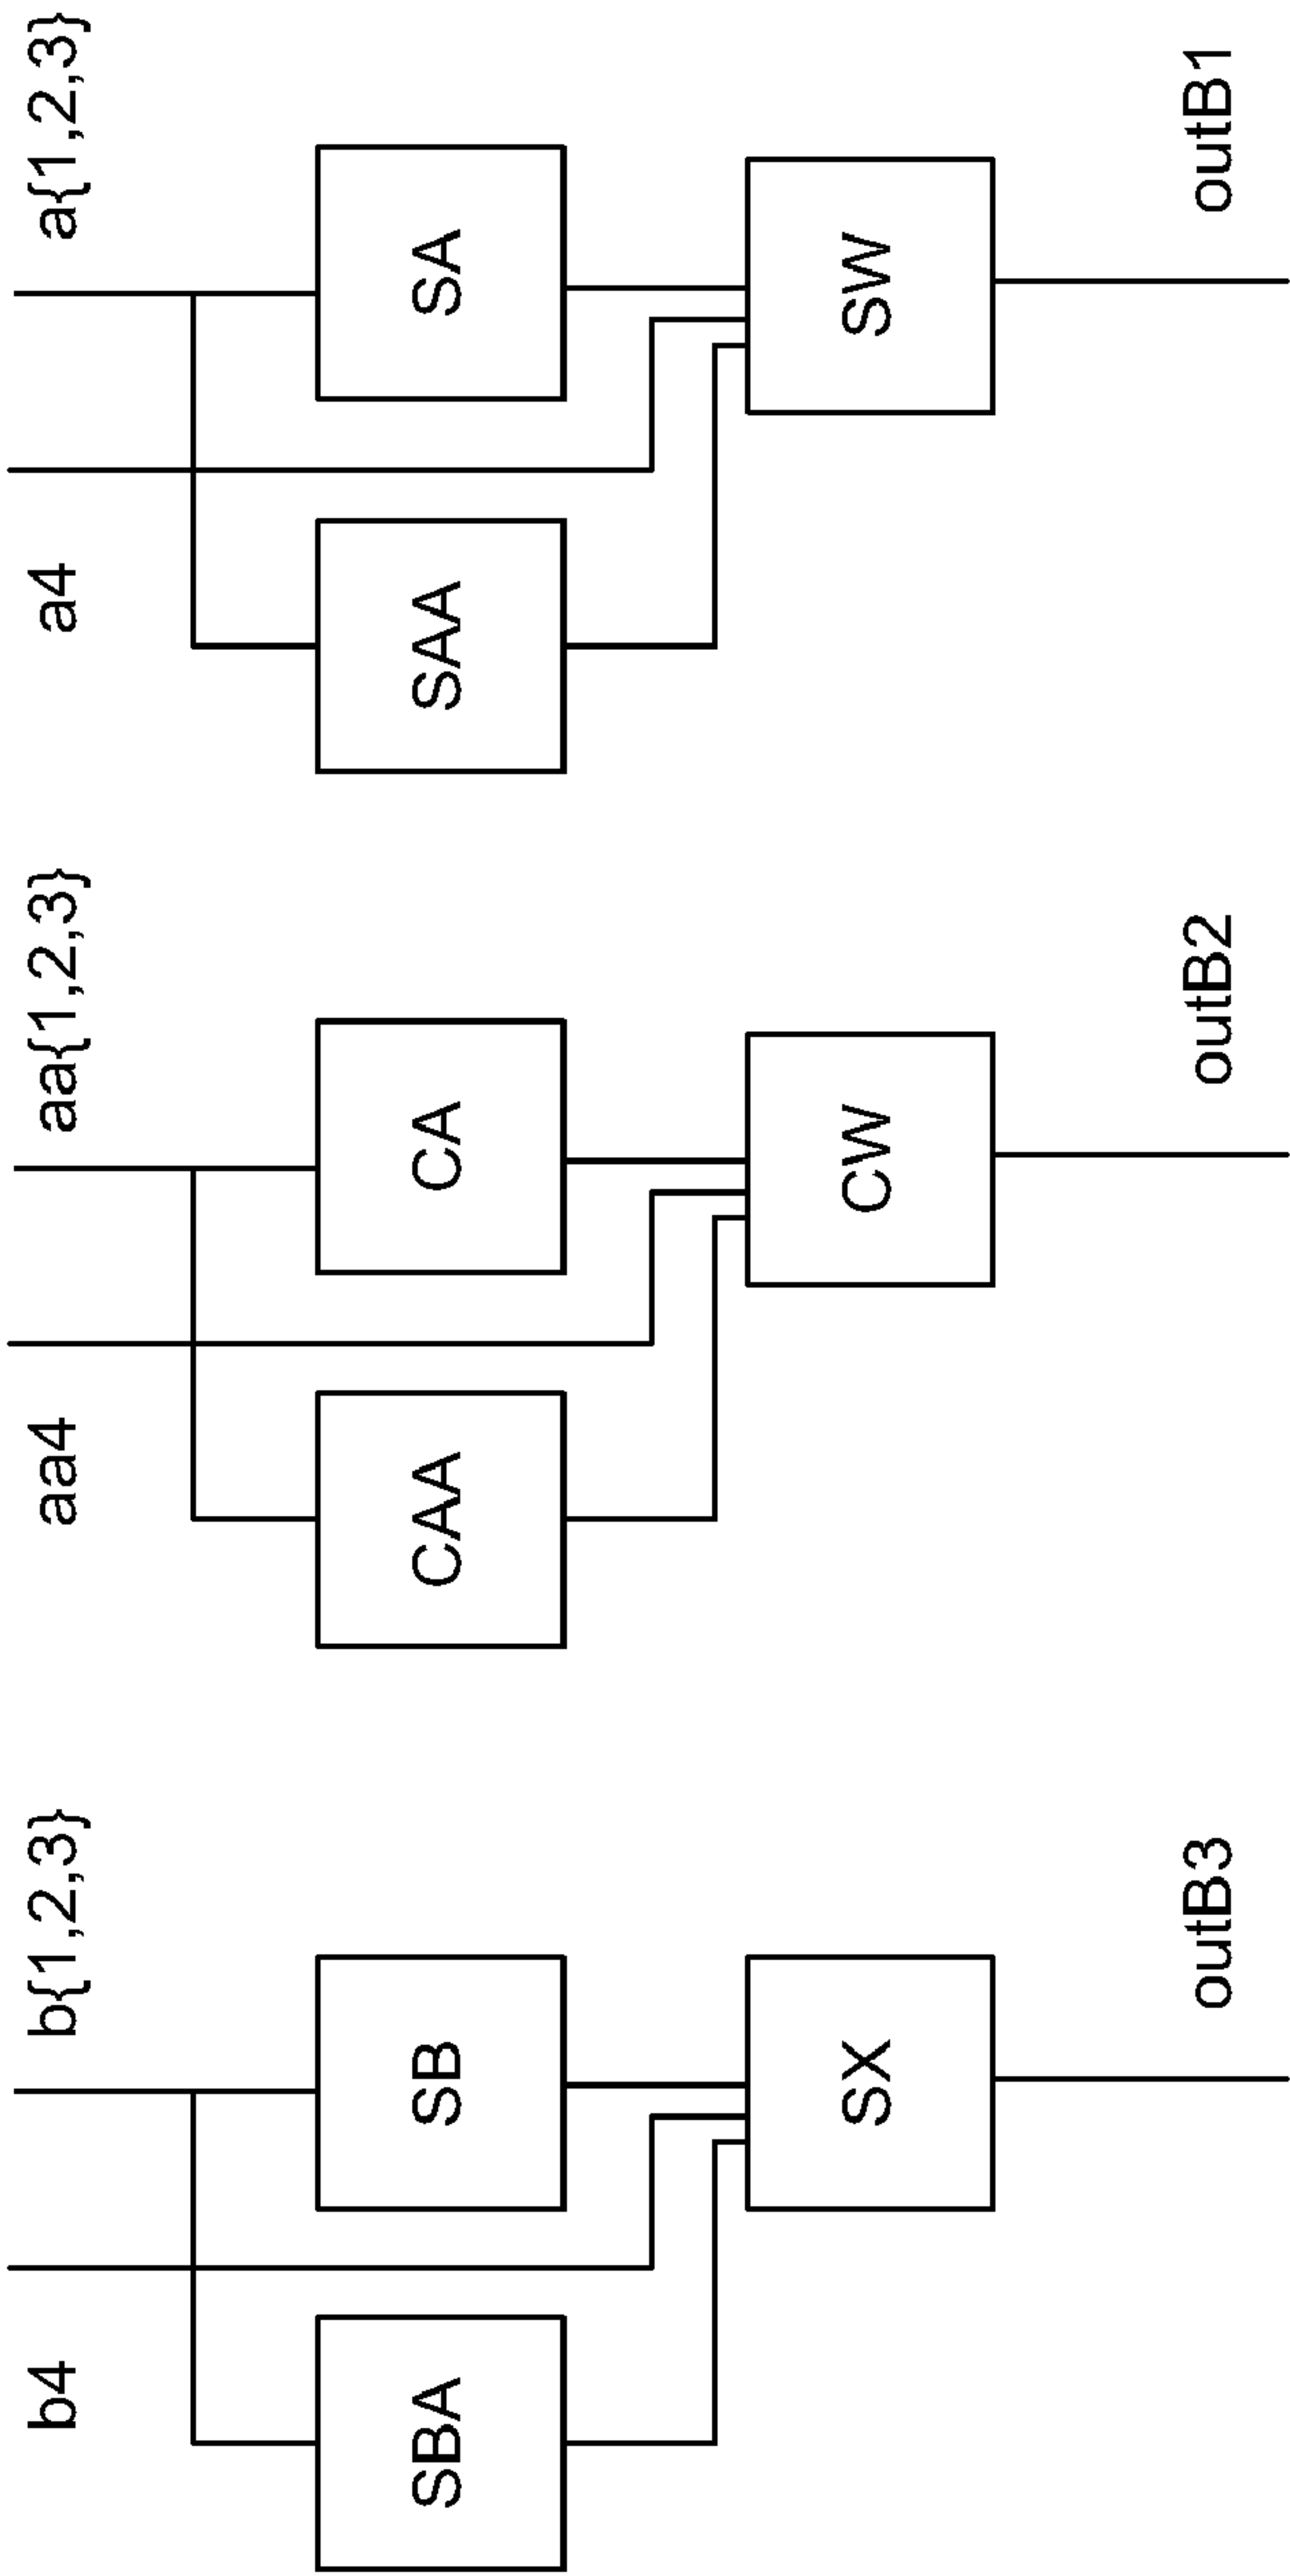 b4
b{1,2,3}
aa4
aa{1,2,3}
a4
a{1,2,3}
SBA
SB
CAA
CA
SAA
SA
SX
CW
SW
outB3
outB2
outB1